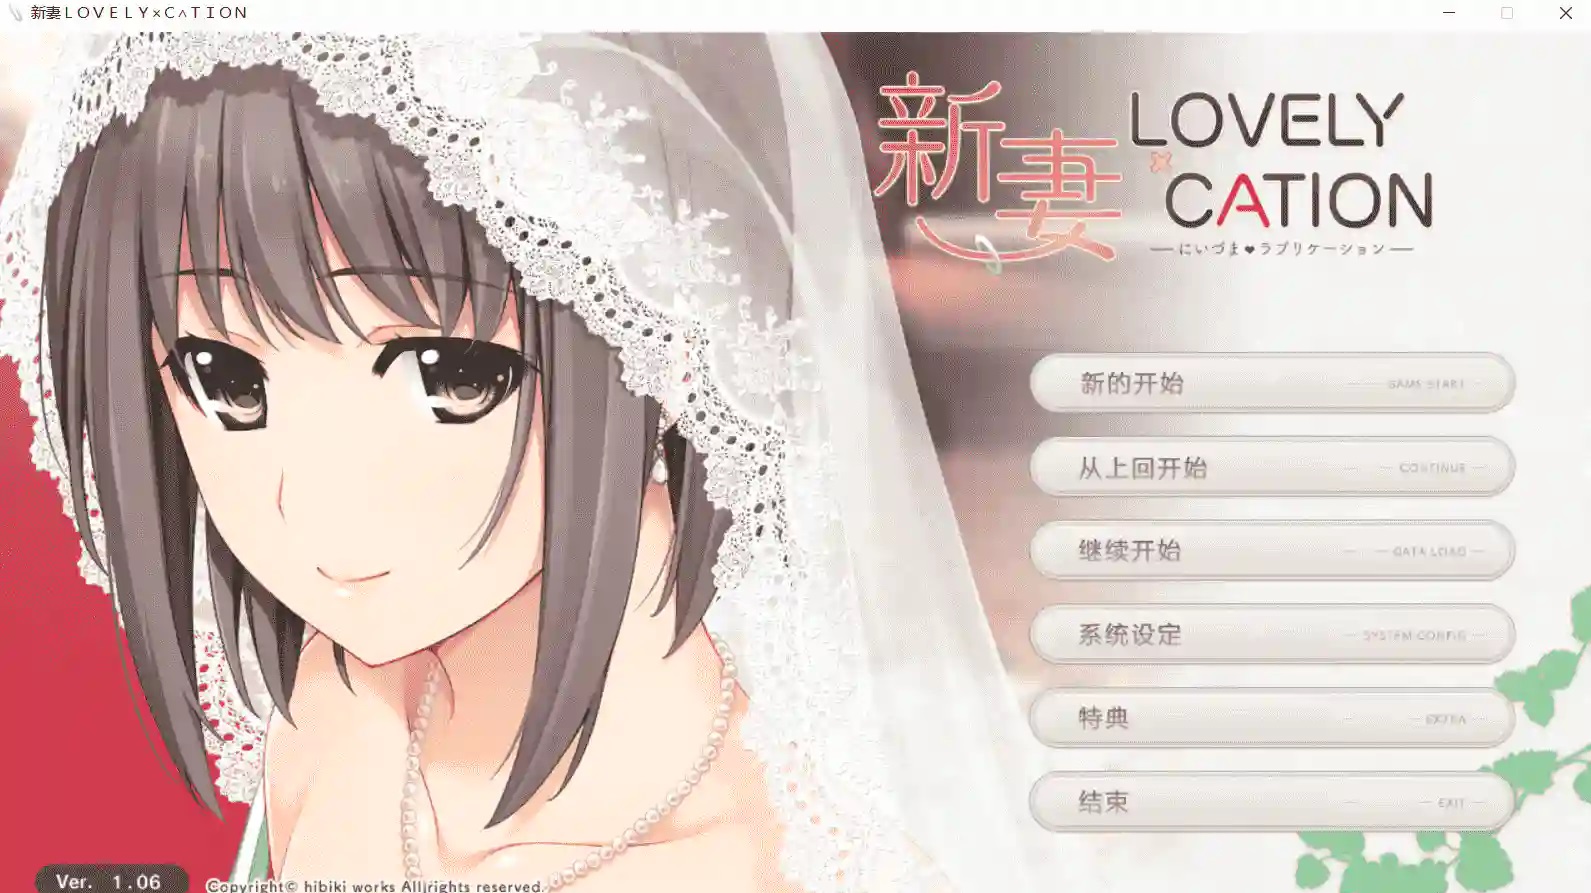 新妻ＬＯＶＥＬＹ×Ｃ∧ＴＩＯＮ
新妻
LOVELY
×CATION
にいづま♥ラブリケーション
新的开始 GAME START
从上回开始 CONTINUE
继续开始 DATA LOAD
系统设定 SYSTEM CONFIG
特典 EXTRA
结束 EXIT
Ver. 1.06
Copyright© hibiki works All rights reserved.